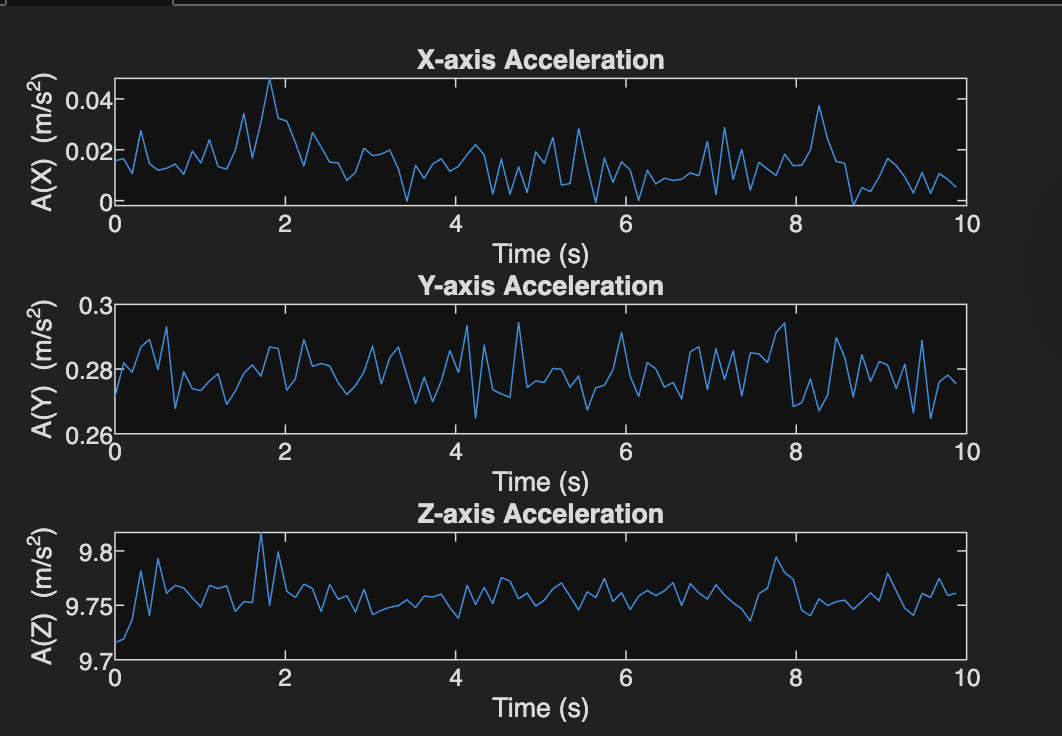 X-axis Acceleration
A(X) (m/s²)
0.04
0.02
0
0 2 4 6 8 10
Time (s)
Y-axis Acceleration
A(Y) (m/s²)
0.3
0.28
0.26
0 2 4 6 8 10
Time (s)
Z-axis Acceleration
A(Z) (m/s²)
9.8
9.75
9.7
0 2 4 6 8 10
Time (s)